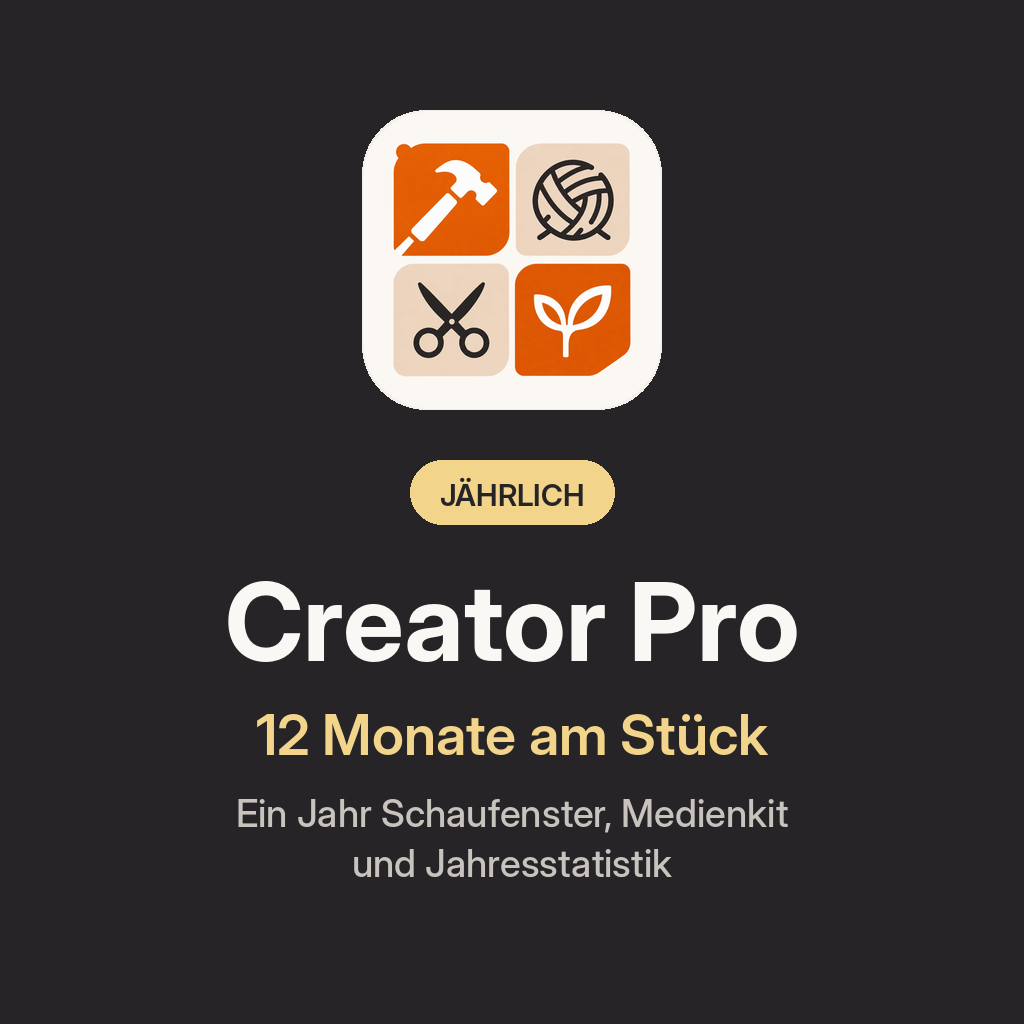 JÄHRLICH
Creator Pro
12 Monate am Stück
Ein Jahr Schaufenster, Medienkit
und Jahresstatistik